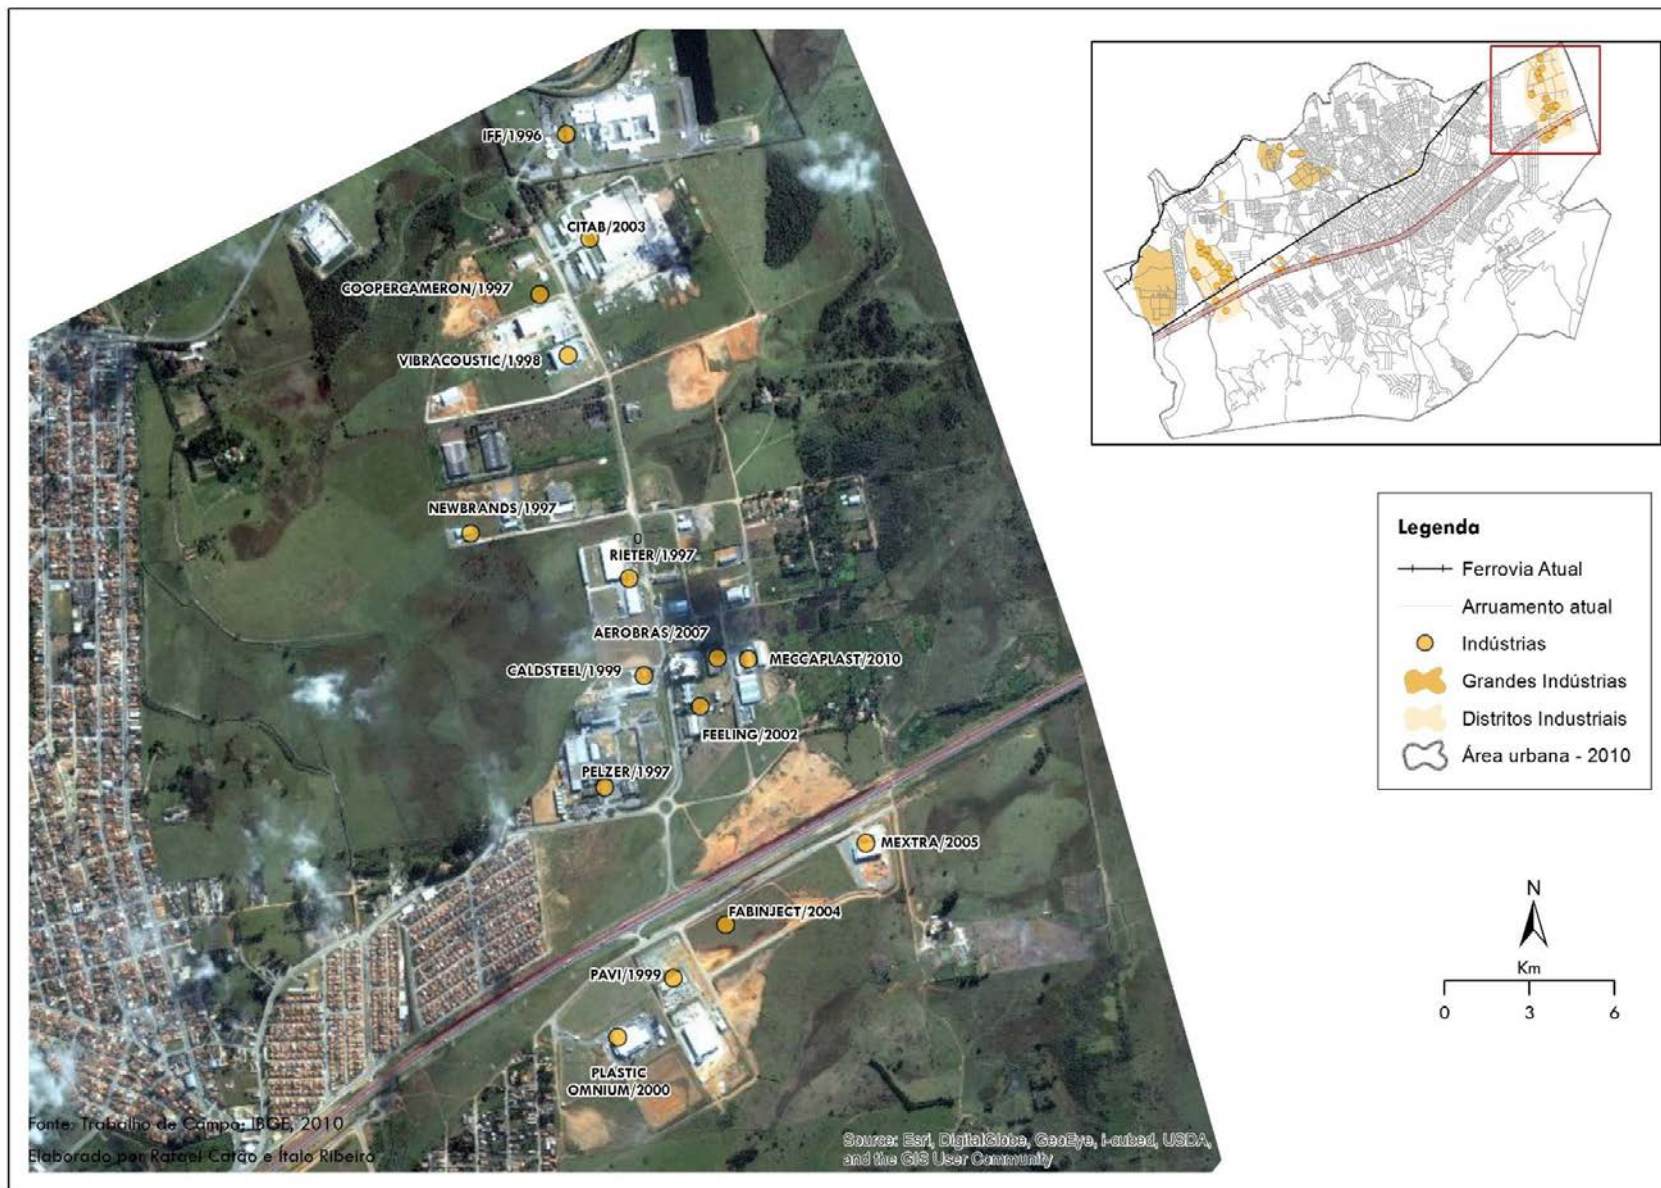 IFF/1996
CITAB/2003
COOPERCAMERON/1997
VIBRACOUSTIC/1998
NEWBRANDS/1997
0
RIETER/1997
AEROBRAS/2007
CALDSTEEL/1999
MECCAPLAST/2010
FEELING/2002
PELZER/1997
MEXTRA/2005
FABINJECT/2004
PAVI/1999
PLASTIC
OMNIUM/2000
Fonte: Trabalho de Campo; IBGE, 2010
Elaborado por Rafael Catão e Ítalo Ribeiro
Source: Esri, DigitalGlobe, GeoEye, i-cubed, USDA,
and the GIS User Community
Legenda
Ferrovia Atual
Arruamento atual
Indústrias
Grandes Indústrias
Distritos Industriais
Área urbana - 2010
N
Km
0 3 6